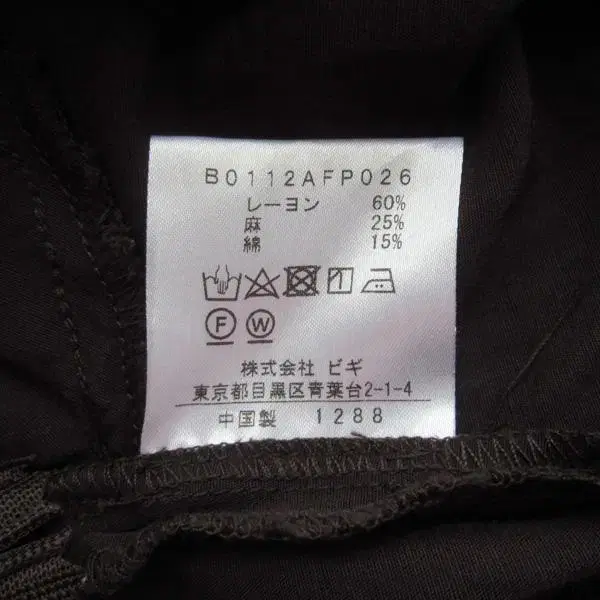 B0112AFP026
レーヨン 60%
麻 25%
綿 15%
F W
株式会社 ビギ
東京都目黒区青葉台2-1-4
中国製 1288